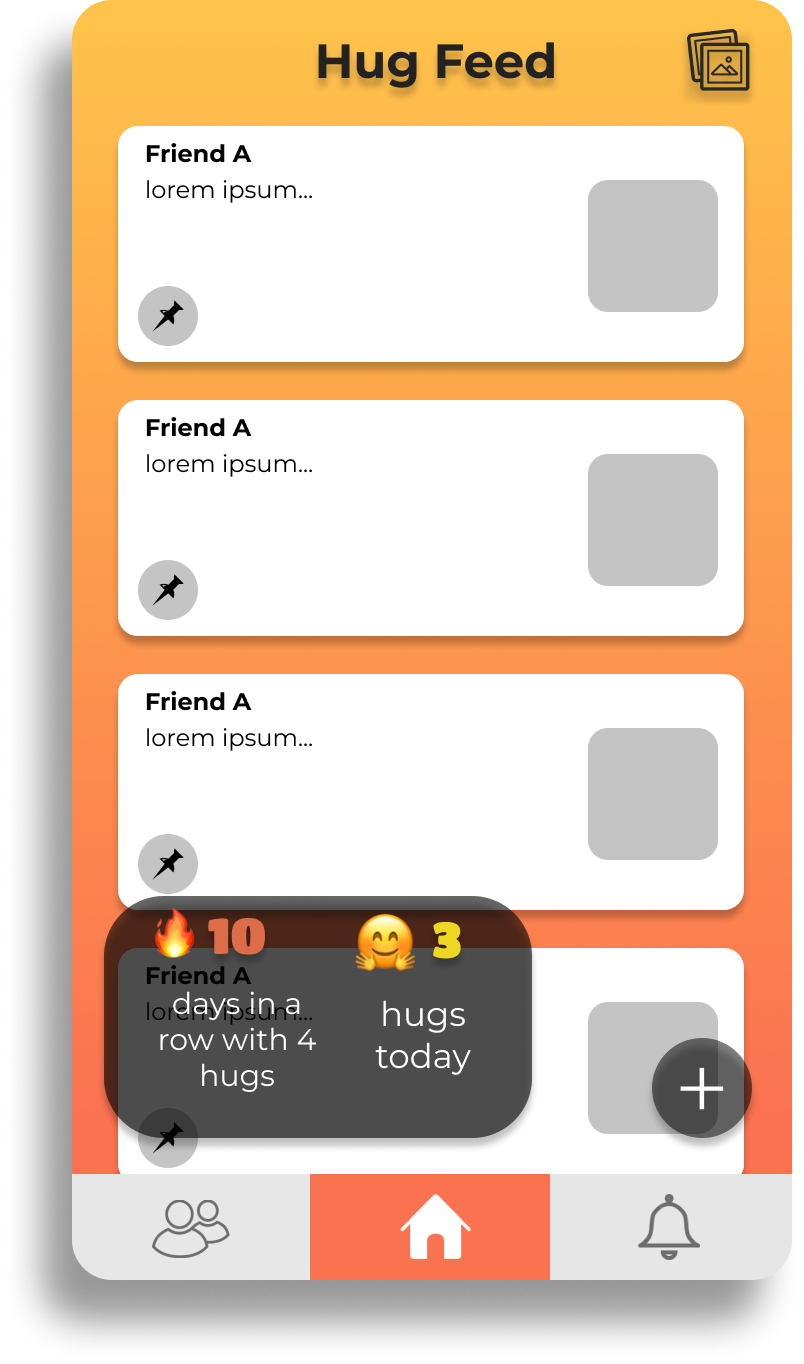 Hug Feed
Friend A
lorem ipsum...
Friend A
lorem ipsum...
Friend A
lorem ipsum...
🔥 10
🤗 3
Friend A
lorem ipsum...
days in a
row with 4
hugs
hugs
today